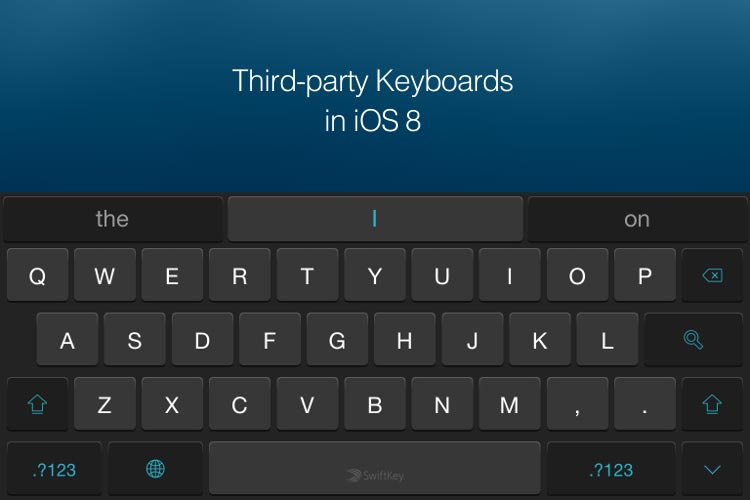 Third-party Keyboards
in iOS 8
the I on
Q W E R T Y U I O P
A S D F G H J K L
Z X C V B N M , .
.?123 SwiftKey .?123